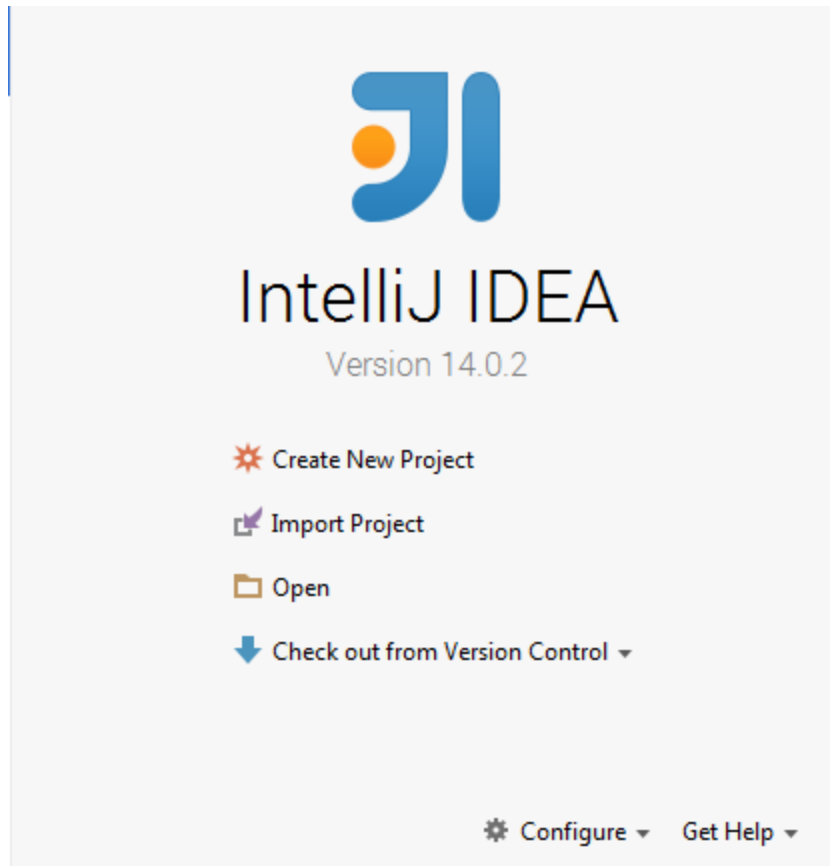 IntelliJ IDEA
Version 14.0.2
Create New Project
Import Project
Open
Check out from Version Control
Configure Get Help